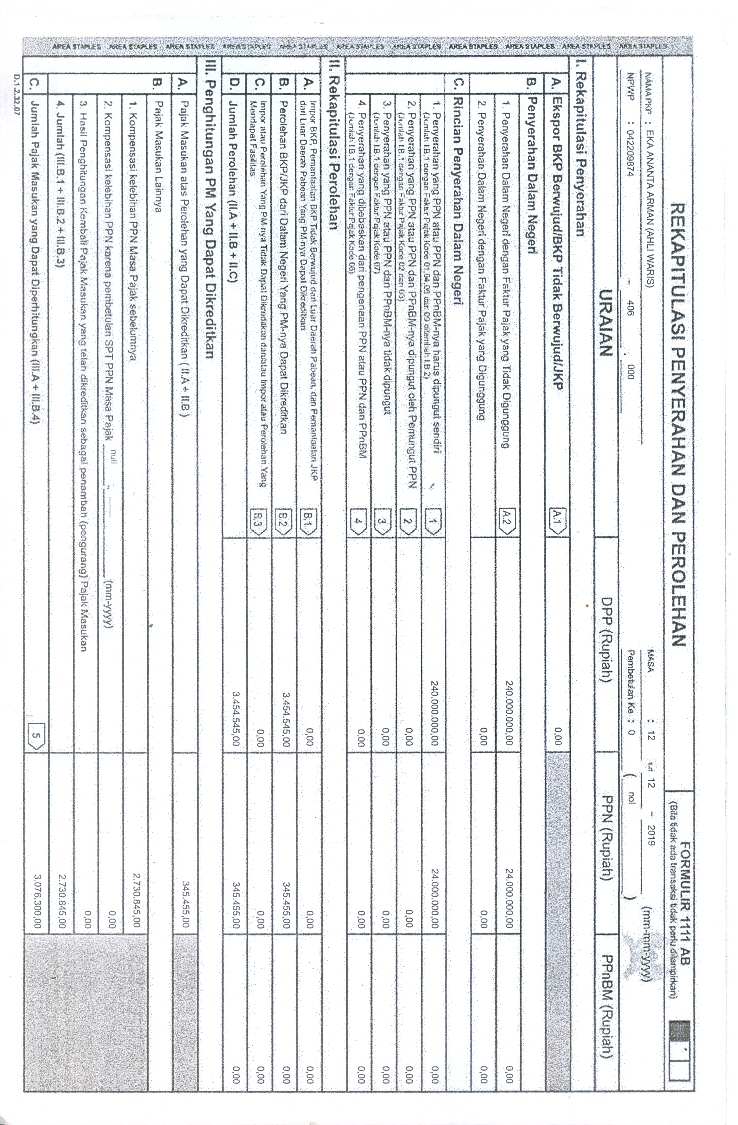 AREA STAPLES AREA STAPLES AREA STAPLES AREA STAPLES AREA STAPLES AREA STAPLES AREA STAPLES AREA STAPLES AREA STAPLES AREA STAPLES AREA STAPLES
REKAPITULASI PENYERAHAN DAN PEROLEHAN
FORMULIR 1111 AB
(Bila tidak ada transaksi tidak perlu dilampirkan)
NAMA PKP : EKA ANANTA ARMAN (AHLI WARIS)
MASA : 12 s.d 12 - 2019 (mm-mm-yyyy)
NPWP : 042209874 - 406 . 000
Pembetulan Ke : 0 ( nol )
URAIAN DPP (Rupiah) PPN (Rupiah) PPnBM (Rupiah)
I. Rekapitulasi Penyerahan
A. Ekspor BKP Berwujud/BKP Tidak Berwujud/JKP A.1 0,00
B. Penyerahan Dalam Negeri
1. Penyerahan Dalam Negeri dengan Faktur Pajak yang Tidak Digunggung A.2 240.000.000,00 24.000.000,00 0,00
2. Penyerahan Dalam Negeri dengan Faktur Pajak yang Digunggung 0,00 0,00 0,00
C. Rincian Penyerahan Dalam Negeri
1. Penyerahan yang PPN atau PPN dan PPnBM-nya harus dipungut sendiri 1 240.000.000,00 24.000.000,00 0,00
(Jumlah I.B.1 dengan Faktur Pajak Kode 01,04,06 dan 09 ditambah I.B.2)
2. Penyerahan yang PPN atau PPN dan PPnBM-nya dipungut oleh Pemungut PPN 2 0,00 0,00 0,00
(Jumlah I.B.1 dengan Faktur Pajak Kode 02 dan 03)
3. Penyerahan yang PPN atau PPN dan PPnBM-nya tidak dipungut 3 0,00 0,00 0,00
(Jumlah I.B.1 dengan Faktur Pajak Kode 07)
4. Penyerahan yang dibebaskan dari pengenaan PPN atau PPN dan PPnBM 4 0,00 0,00 0,00
(Jumlah I.B.1 dengan Faktur Pajak Kode 08)
II. Rekapitulasi Perolehan
A. Impor BKP, Pemanfaatan BKP Tidak Berwujud dari Luar Daerah Pabean, dan Pemanfaatan JKP
dari Luar Daerah Pabean Yang PM-nya Dapat Dikreditkan B.1 0,00 0,00 0,00
B. Perolehan BKP/JKP dari Dalam Negeri Yang PM-nya Dapat Dikreditkan B.2 3.454.545,00 345.455,00 0,00
C. Impor atau Perolehan Yang PM-nya Tidak Dapat Dikreditkan dan/atau Impor atau Perolehan Yang
Mendapat Fasilitas B.3 0,00 0,00 0,00
D. Jumlah Perolehan (II.A + II.B + II.C) 3.454.545,00 345.455,00 0,00
III. Penghitungan PM Yang Dapat Dikreditkan
A. Pajak Masukan atas Perolehan yang Dapat Dikreditkan ( II.A + II.B ) 345.455,00
B. Pajak Masukan Lainnya
1. Kompensasi kelebihan PPN Masa Pajak sebelumnya 2.730.845,00
2. Kompensasi kelebihan PPN karena pembetulan SPT PPN Masa Pajak null - (mm-yyyy) 0,00
3. Hasil Penghitungan Kembali Pajak Masukan yang telah dikreditkan sebagai penambah (pengurang) Pajak Masukan 0,00
4. Jumlah (III.B.1 + III.B.2 + III.B.3) 2.730.845,00
C. Jumlah Pajak Masukan yang Dapat Diperhitungkan (III.A + III.B.4) 5 3.076.300,00
D.1.2.32.07